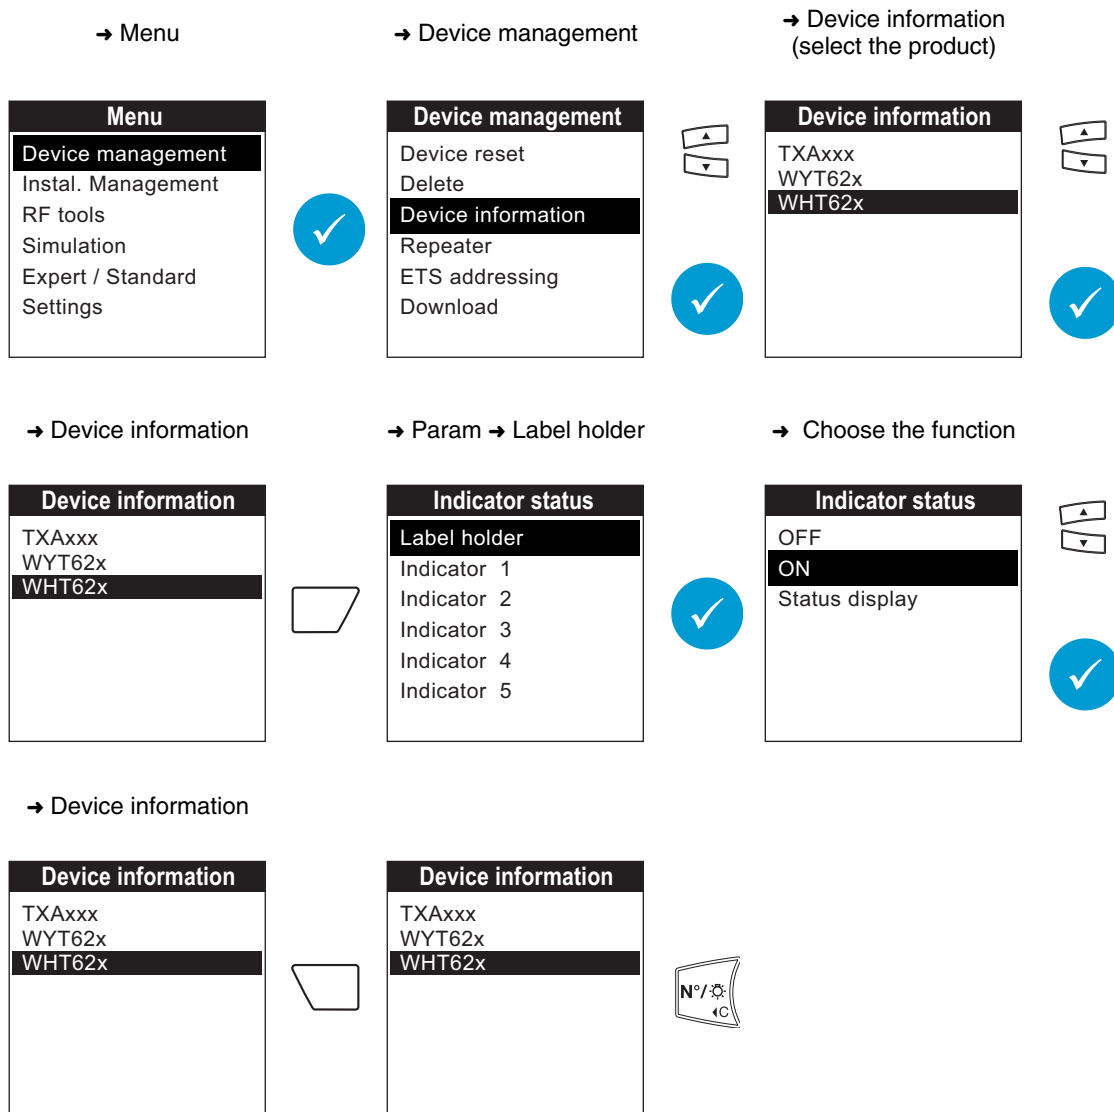 ➜ Menu
➜ Device management
➜ Device information
(select the product)
Menu
Device management
Instal. Management
RF tools
Simulation
Expert / Standard
Settings
Device management
Device reset
Delete
Device information
Repeater
ETS addressing
Download
Device information
TXAxxx
WYT62x
WHT62x
➜ Device information
➜ Param ➜ Label holder
➜ Choose the function
Device information
TXAxxx
WYT62x
WHT62x
Indicator status
Label holder
Indicator 1
Indicator 2
Indicator 3
Indicator 4
Indicator 5
Indicator status
OFF
ON
Status display
➜ Device information
Device information
TXAxxx
WYT62x
WHT62x
Device information
TXAxxx
WYT62x
WHT62x
N°/
C